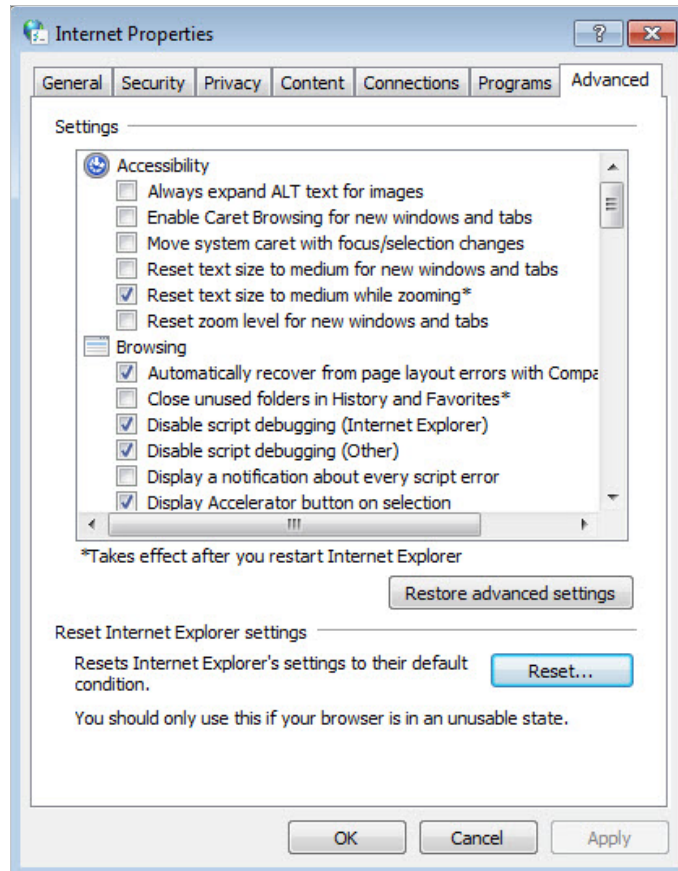 Internet Properties
General Security Privacy Content Connections Programs Advanced
Settings
Accessibility
Always expand ALT text for images
Enable Caret Browsing for new windows and tabs
Move system caret with focus/selection changes
Reset text size to medium for new windows and tabs
Reset text size to medium while zooming*
Reset zoom level for new windows and tabs
Browsing
Automatically recover from page layout errors with Compa
Close unused folders in History and Favorites*
Disable script debugging (Internet Explorer)
Disable script debugging (Other)
Display a notification about every script error
Display Accelerator button on selection
*Takes effect after you restart Internet Explorer
Restore advanced settings
Reset Internet Explorer settings
Resets Internet Explorer's settings to their default
condition.
Reset...
You should only use this if your browser is in an unusable state.
OK Cancel Apply